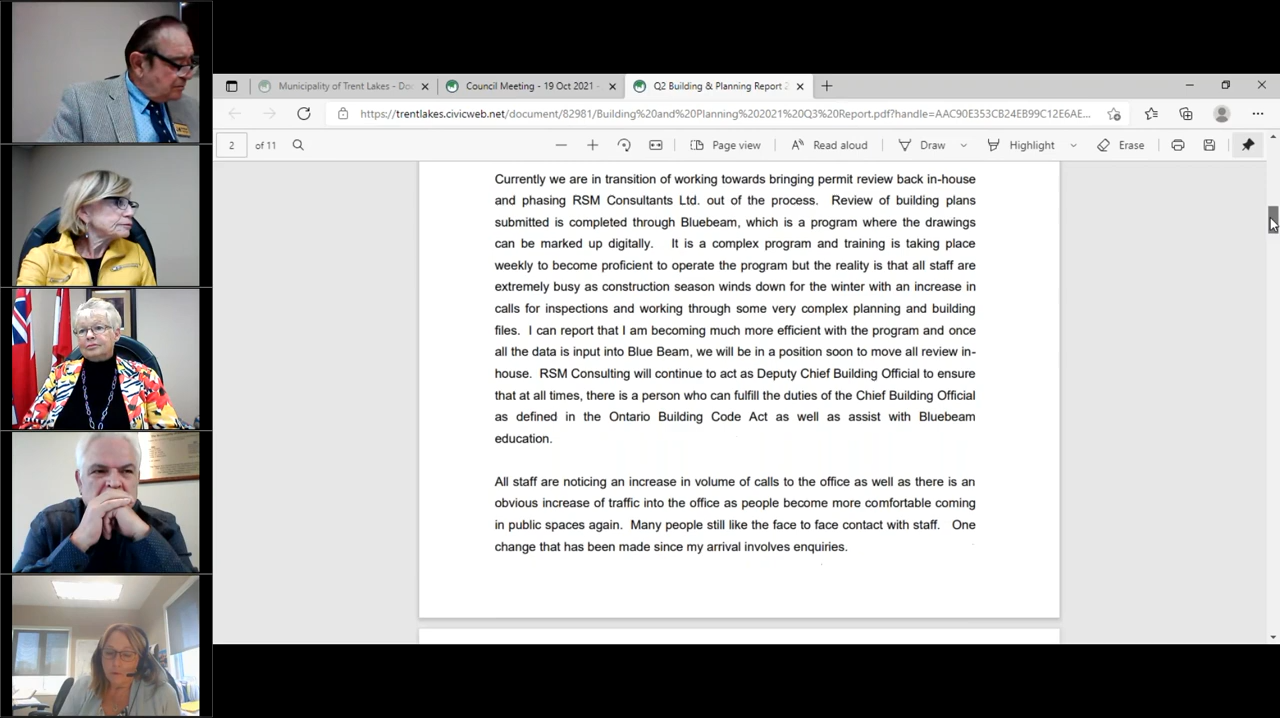 Municipality of Trent Lakes - Doc
Council Meeting - 19 Oct 2021 -
Q2 Building & Planning Report 2
https://trentlakes.civicweb.net/document/82981/Building%20and%20Planning%202021%20Q3%20Report.pdf?handle=AAC90E353CB24EB99C12E6AE...
2 of 11 Page view Read aloud Draw Highlight Erase
Currently we are in transition of working towards bringing permit review back in-house
and phasing RSM Consultants Ltd. out of the process. Review of building plans
submitted is completed through Bluebeam, which is a program where the drawings
can be marked up digitally. It is a complex program and training is taking place
weekly to become proficient to operate the program but the reality is that all staff are
extremely busy as construction season winds down for the winter with an increase in
calls for inspections and working through some very complex planning and building
files. I can report that I am becoming much more efficient with the program and once
all the data is input into Blue Beam, we will be in a position soon to move all review in-
house. RSM Consulting will continue to act as Deputy Chief Building Official to ensure
that at all times, there is a person who can fulfill the duties of the Chief Building Official
as defined in the Ontario Building Code Act as well as assist with Bluebeam
education.
All staff are noticing an increase in volume of calls to the office as well as there is an
obvious increase of traffic into the office as people become more comfortable coming
in public spaces again. Many people still like the face to face contact with staff. One
change that has been made since my arrival involves enquiries.